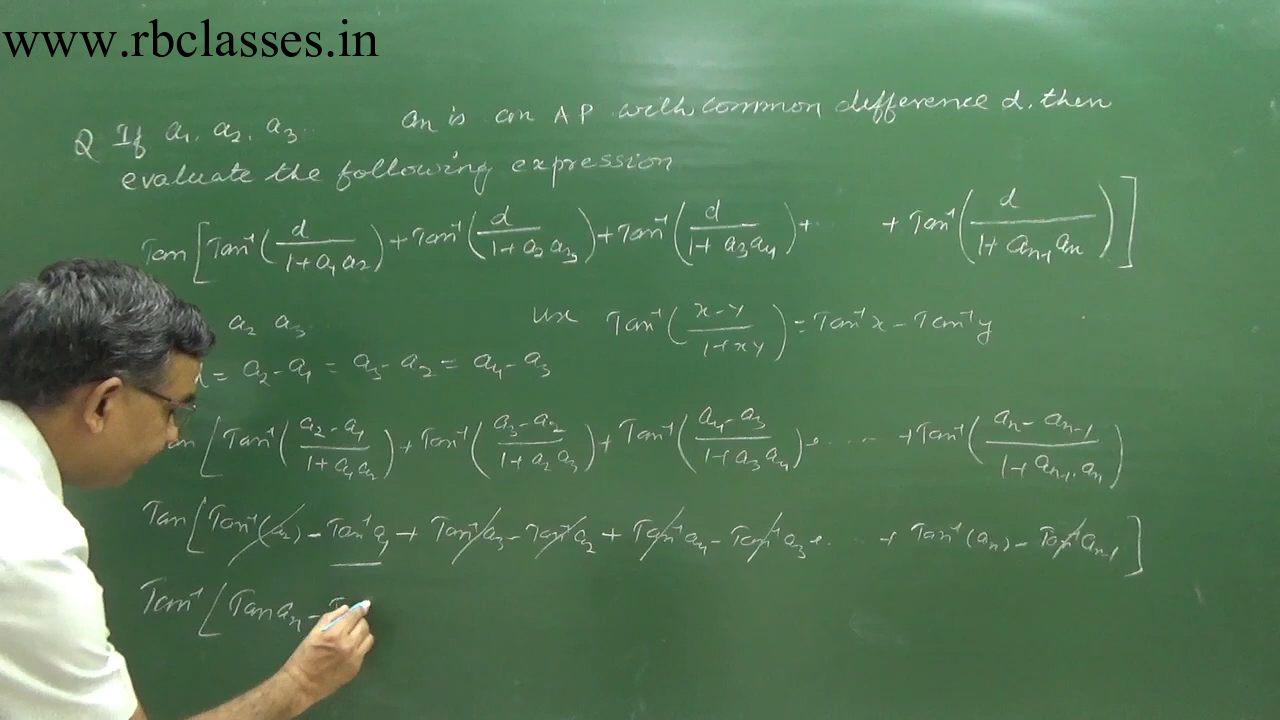 www.rbclasses.in
Q If a₁, a₂, a₃... aₙ is an AP with common difference d. then
evaluate the following expression
Tan [Tan⁻¹(d/(1+a₁a₂)) + Tan⁻¹(d/(1+a₂a₃)) + Tan⁻¹(d/(1+a₃a₄)) + ... + Tan⁻¹(d/(1+aₙ₋₁aₙ))]
a₂ a₃ use Tan⁻¹((x-y)/(1+xy)) = Tan⁻¹x - Tan⁻¹y
= a₂-a₁ = a₃-a₂ = a₄-a₃
[Tan⁻¹((a₂-a₁)/(1+a₁a₂)) + Tan⁻¹((a₃-a₂)/(1+a₂a₃)) + Tan⁻¹((a₄-a₃)/(1+a₃a₄)) + ..... + Tan⁻¹((aₙ-aₙ₋₁)/(1+aₙ₋₁.aₙ))
Tan [Tan⁻¹(a₂) - Tan⁻¹a₁ + Tan⁻¹a₃ - Tan⁻¹a₂ + Tan⁻¹a₄ - Tan⁻¹a₃ + ... + Tan⁻¹(aₙ) - Tan⁻¹aₙ₋₁]
Tan⁻¹ [Tan aₙ -